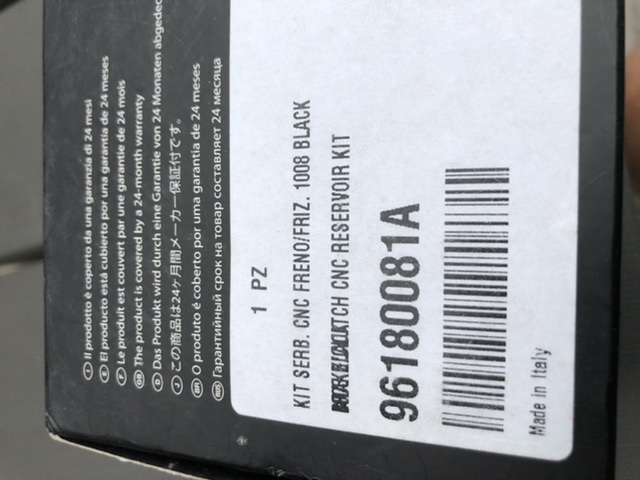 I Il prodotto è coperto da una garanzia di 24 mesi
E El producto está cubierto por una garantia de 24 meses
F Le produit est couvert par une garantie de 24 mois
GB The product is covered by a 24-month warranty
D Das Produkt wird durch eine Garantie von 24 Monaten abgedec
J この商品は24ヶ月間メーカー保証付です。
BR O produto é coberto por uma garantia de 24 meses
RUS Гарантийный срок на товар составляет 24 месяца
1 PZ
KIT SERB. CNC FRENO/FRIZ. 1008 BLACK
CNC RESERVOIR KIT
96180081A
Made in Italy